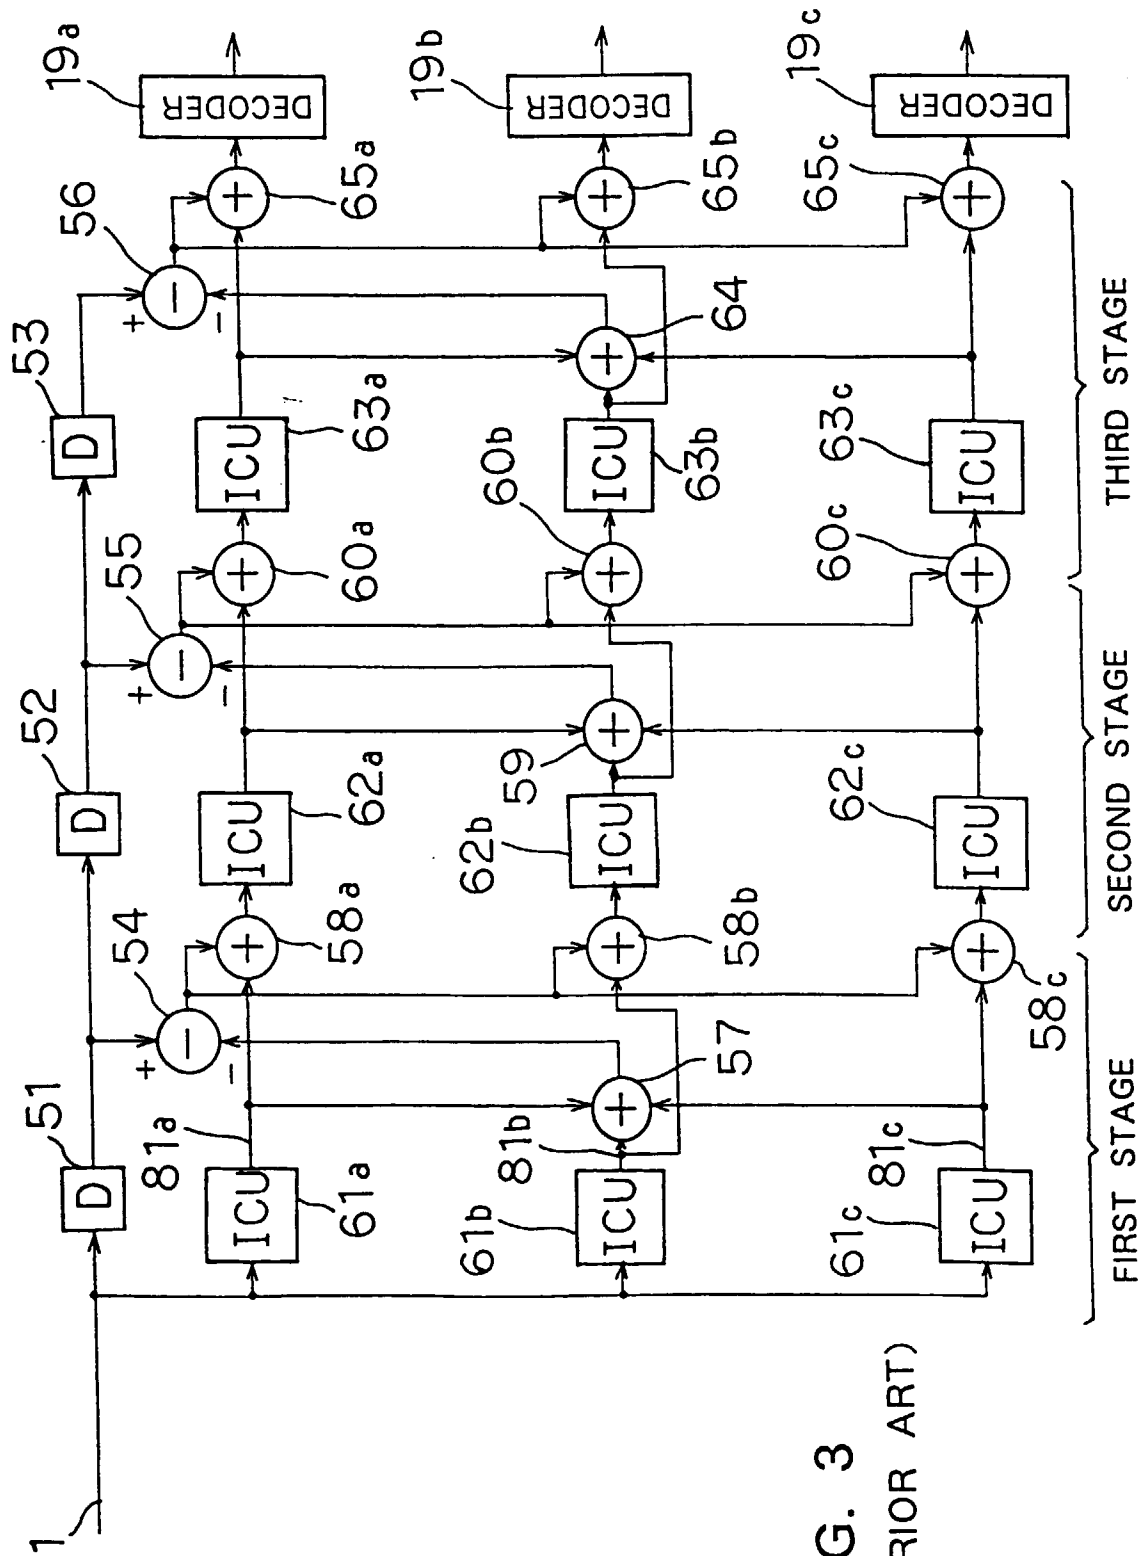 1
51
D
52
D
53
D
54
+
−
−
55
+
−
−
56
+
−
−
81a
ICU
61a
+
58a
ICU
62a
+
60a
ICU
63a
+
65a
DECODER
19a
ICU
61b
81b
+
57
+
58b
ICU
62b
+
59
+
60b
ICU
63b
+
64
+
65b
DECODER
19b
ICU
61c
81c
+
58c
ICU
62c
+
60c
ICU
63c
+
65c
DECODER
19c
FIRST STAGE
SECOND STAGE
THIRD STAGE
G. 3
RIOR ART)